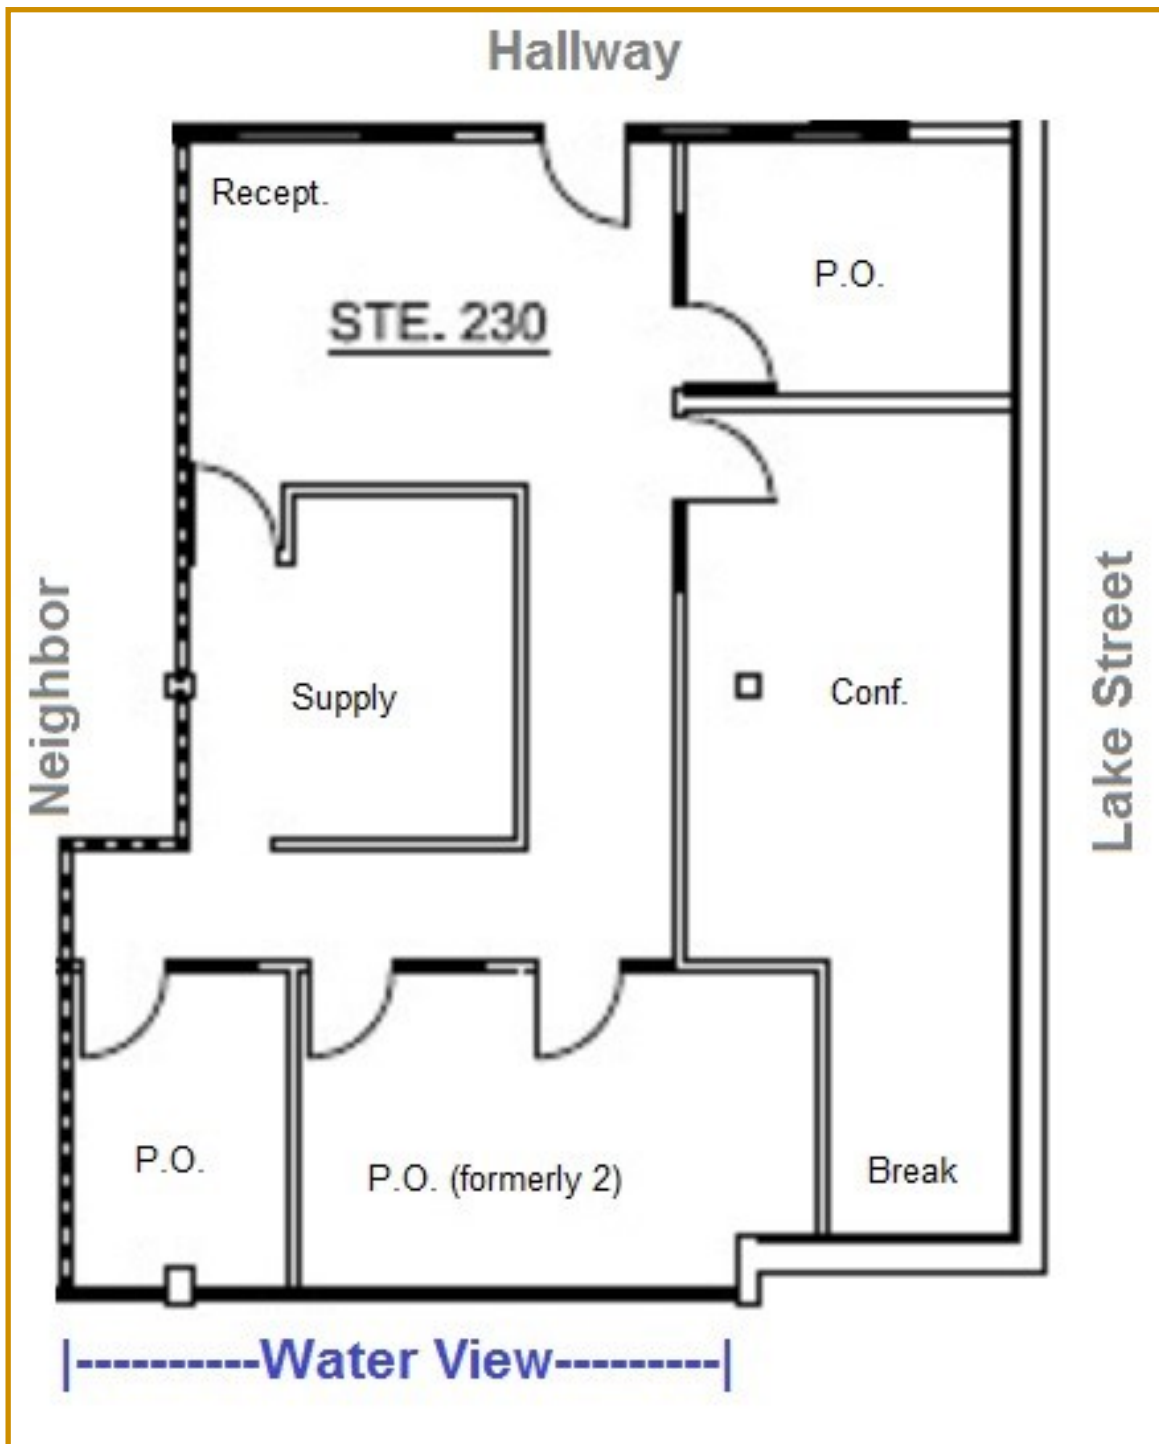 Hallway
Recept.
P.O.
STE. 230
Neighbor
Supply
Conf.
Lake Street
P.O.
P.O. (formerly 2)
Break
|----------Water View---------|